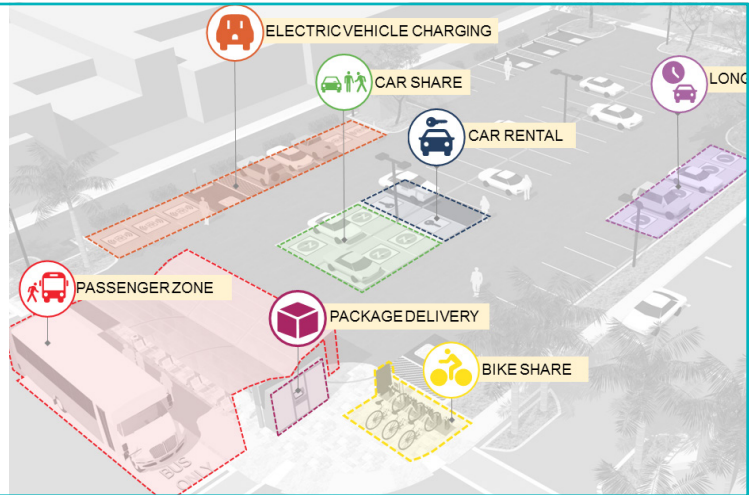 ELECTRIC VEHICLE CHARGING
CAR SHARE
LONG
CAR RENTAL
PASSENGER ZONE
PACKAGE DELIVERY
BIKE SHARE
BUS
ONLY